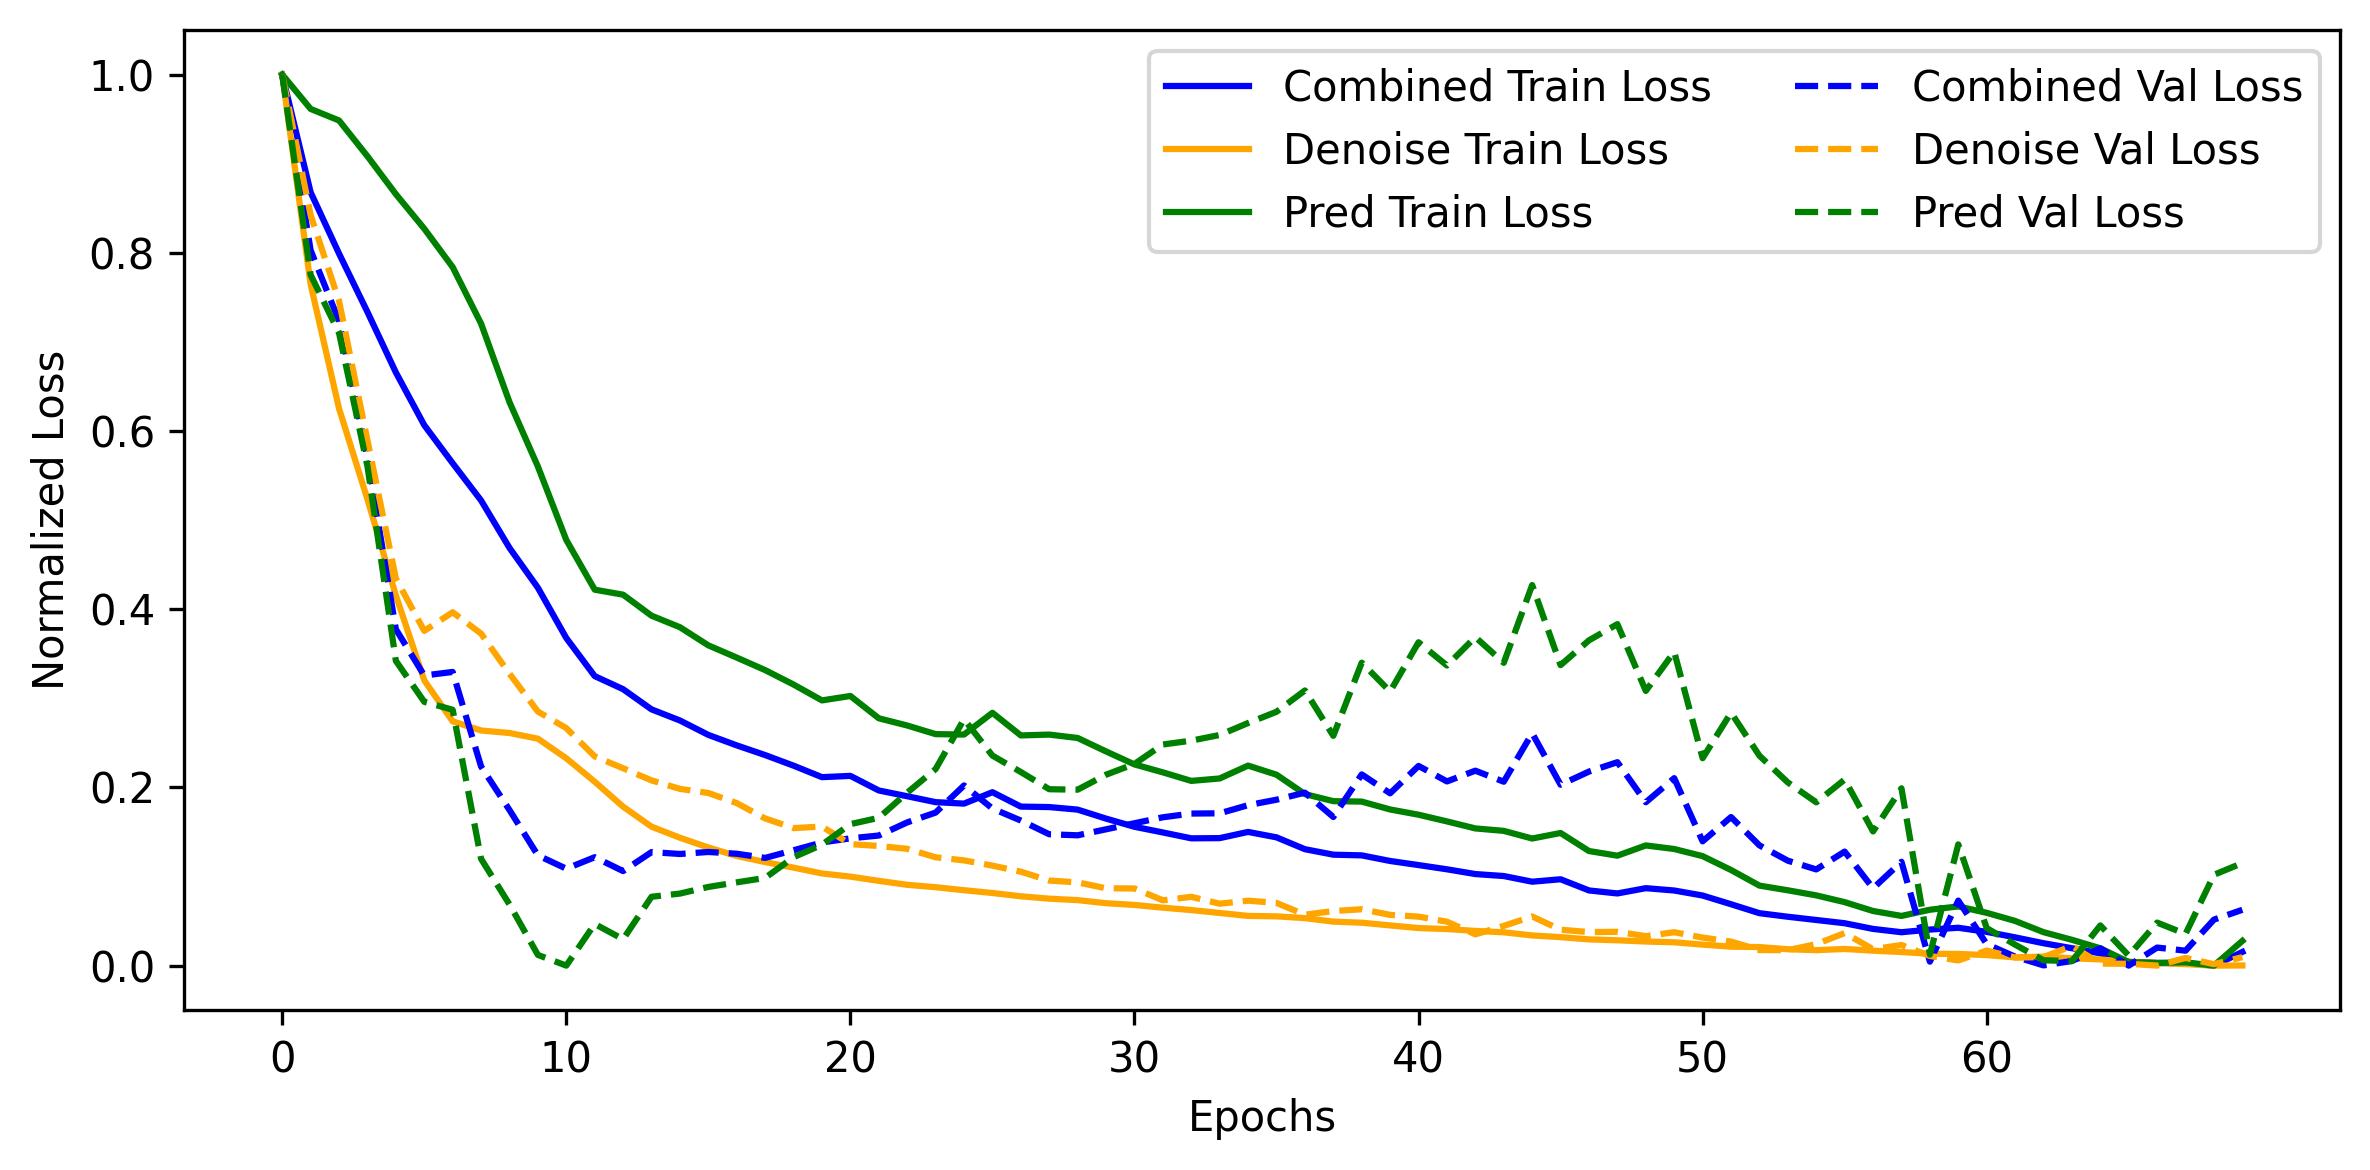 Combined Train Loss
Denoise Train Loss
Pred Train Loss
Combined Val Loss
Denoise Val Loss
Pred Val Loss
Normalized Loss
1.0
0.8
0.6
0.4
0.2
0.0
0 10 20 30 40 50 60
Epochs